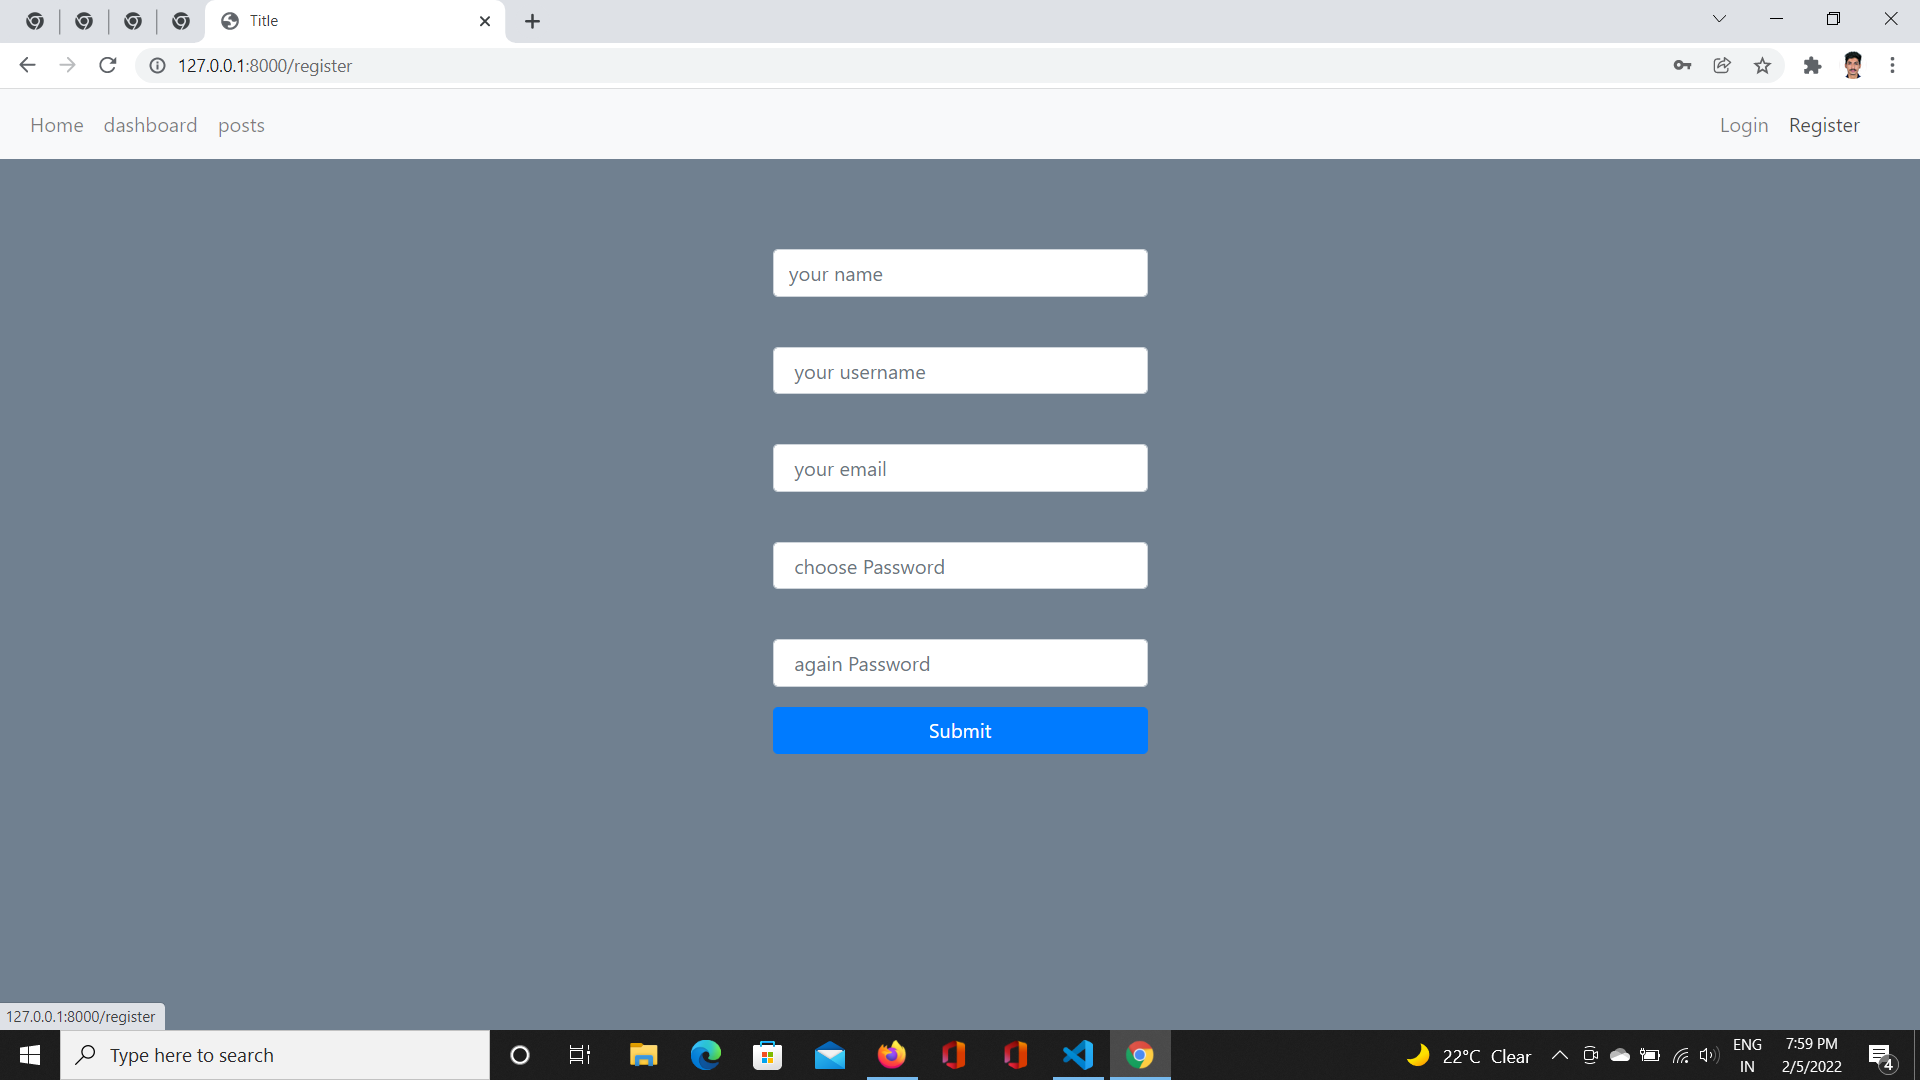 Title
127.0.0.1:8000/register
Home dashboard posts Login Register
your name
your username
your email
choose Password
again Password
Submit
127.0.0.1:8000/register
Type here to search
22°C Clear
ENG
IN
7:59 PM
2/5/2022
4